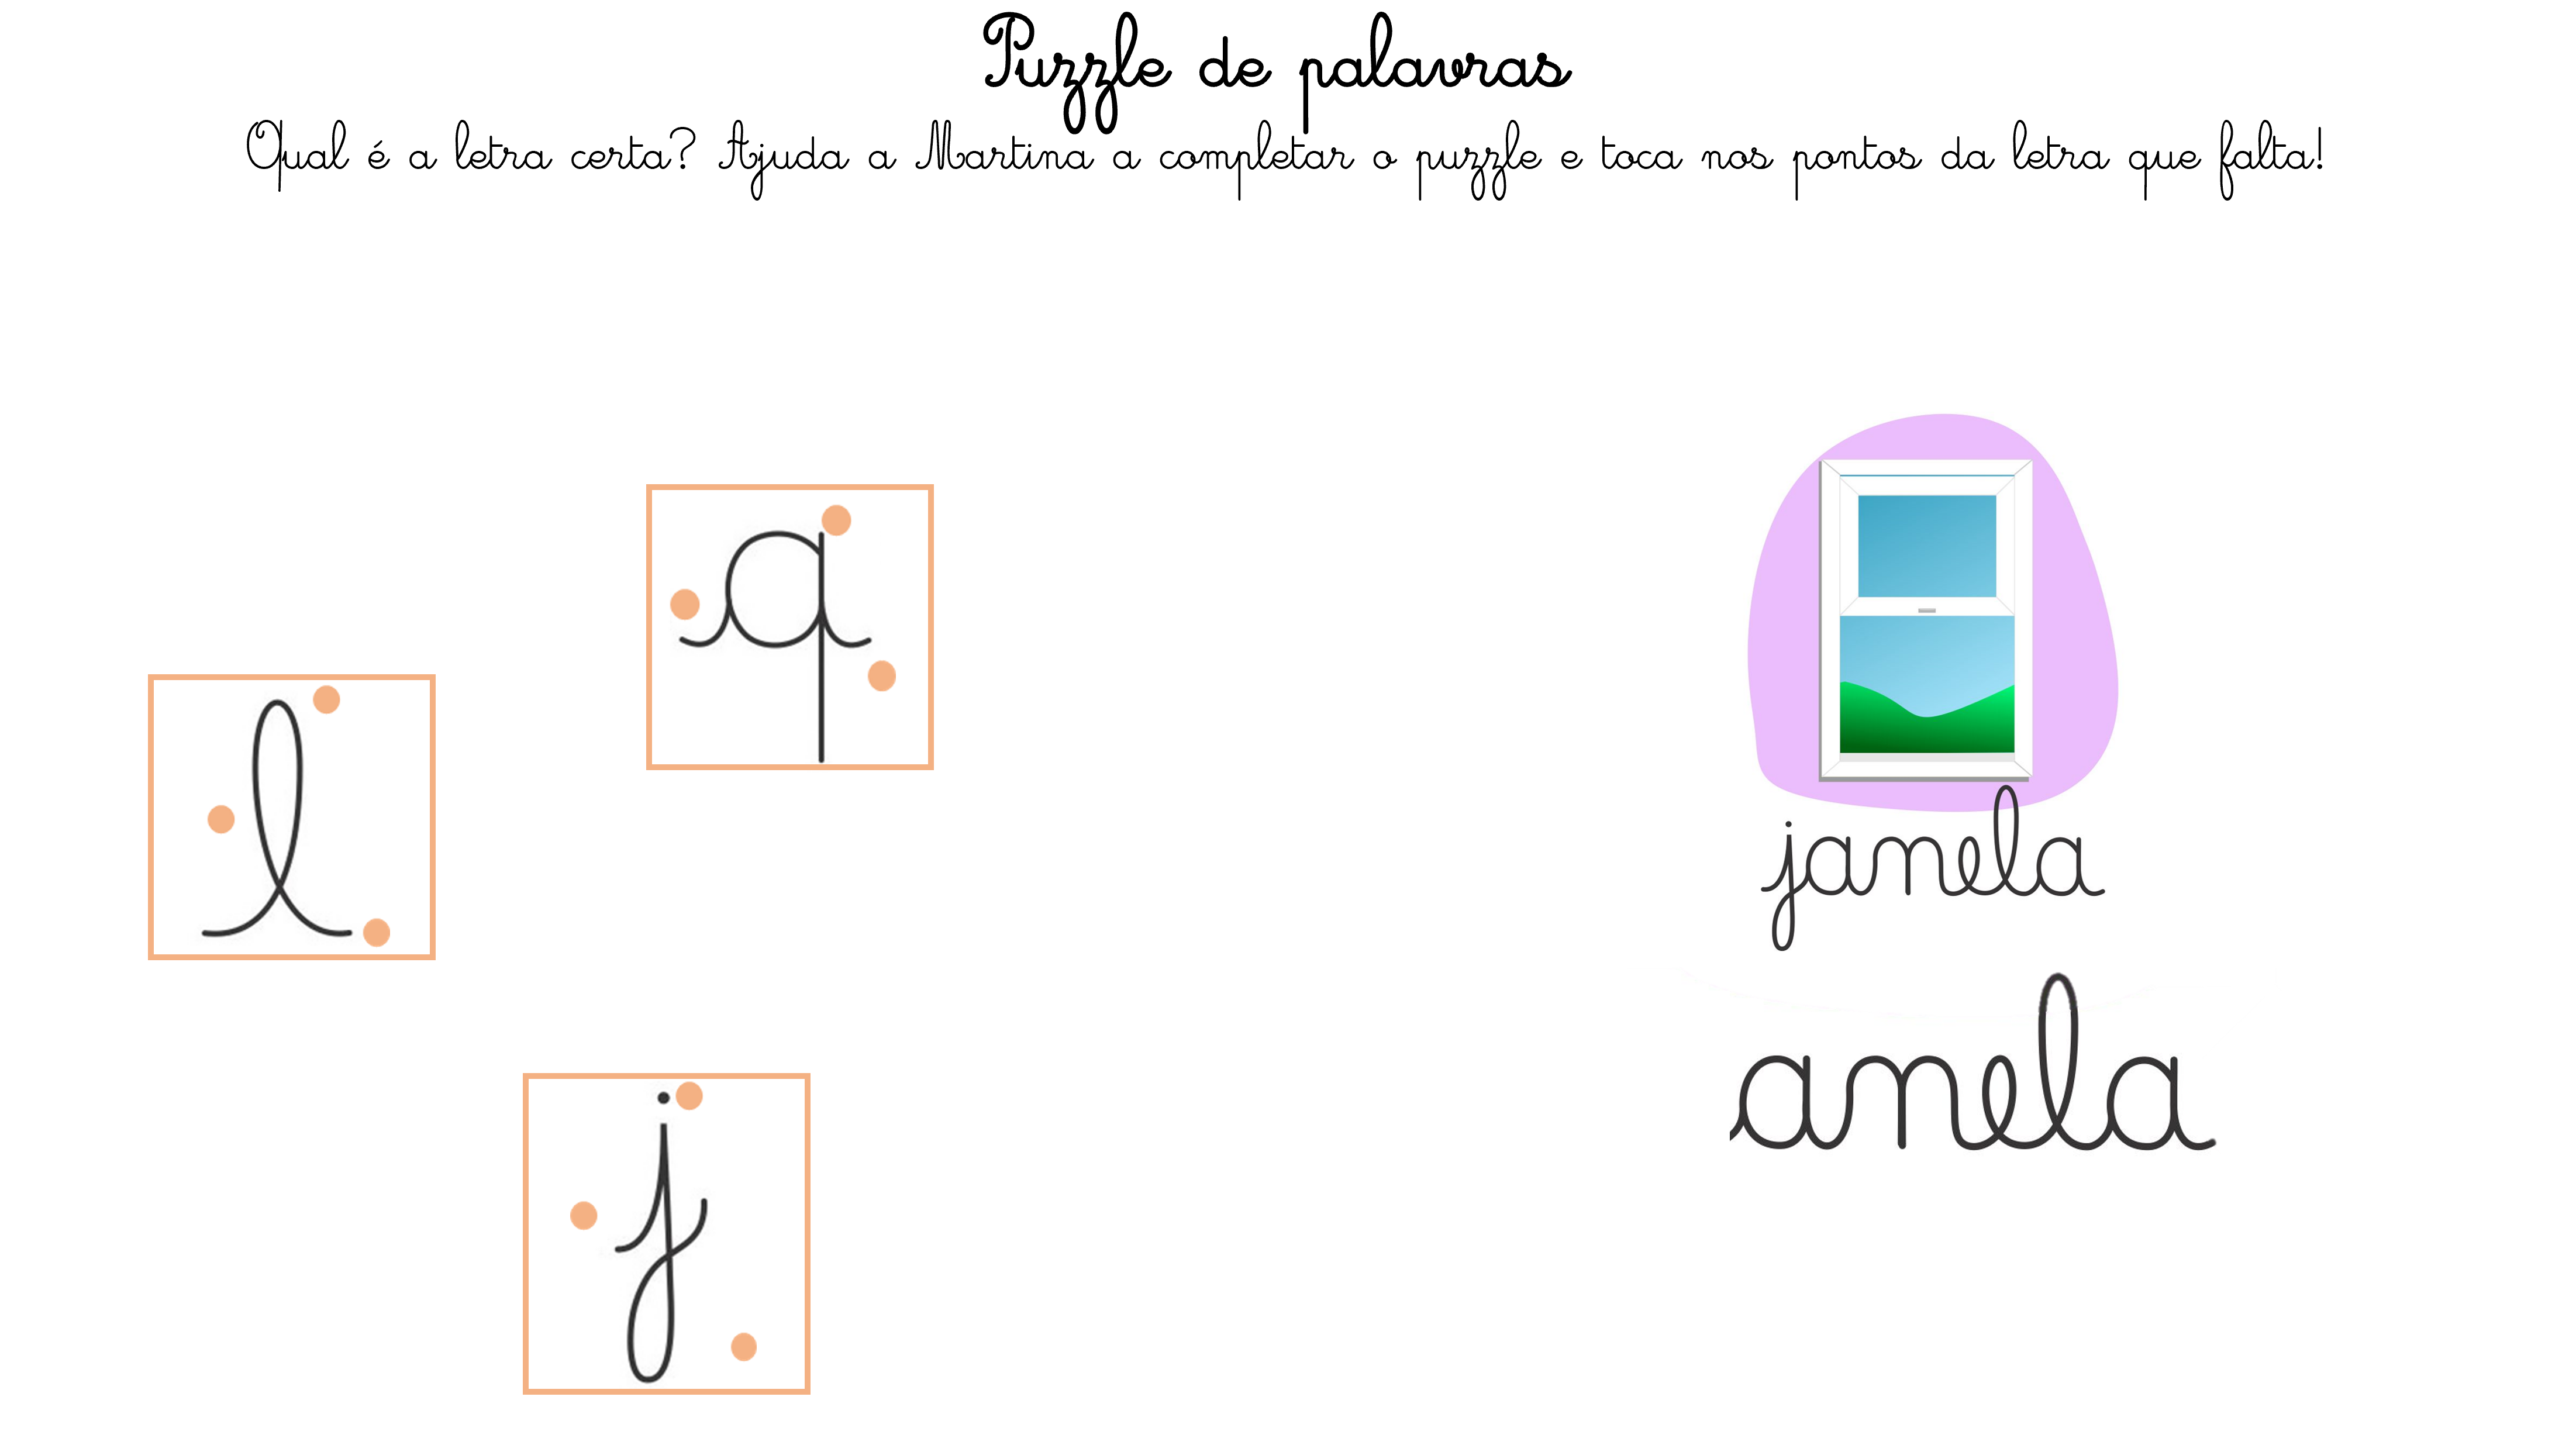 Puzzle de palavras
Qual é a letra certa? Ajuda a Martina a completar o puzzle e toca nos pontos da letra que falta!
q
l
j
janela
anela